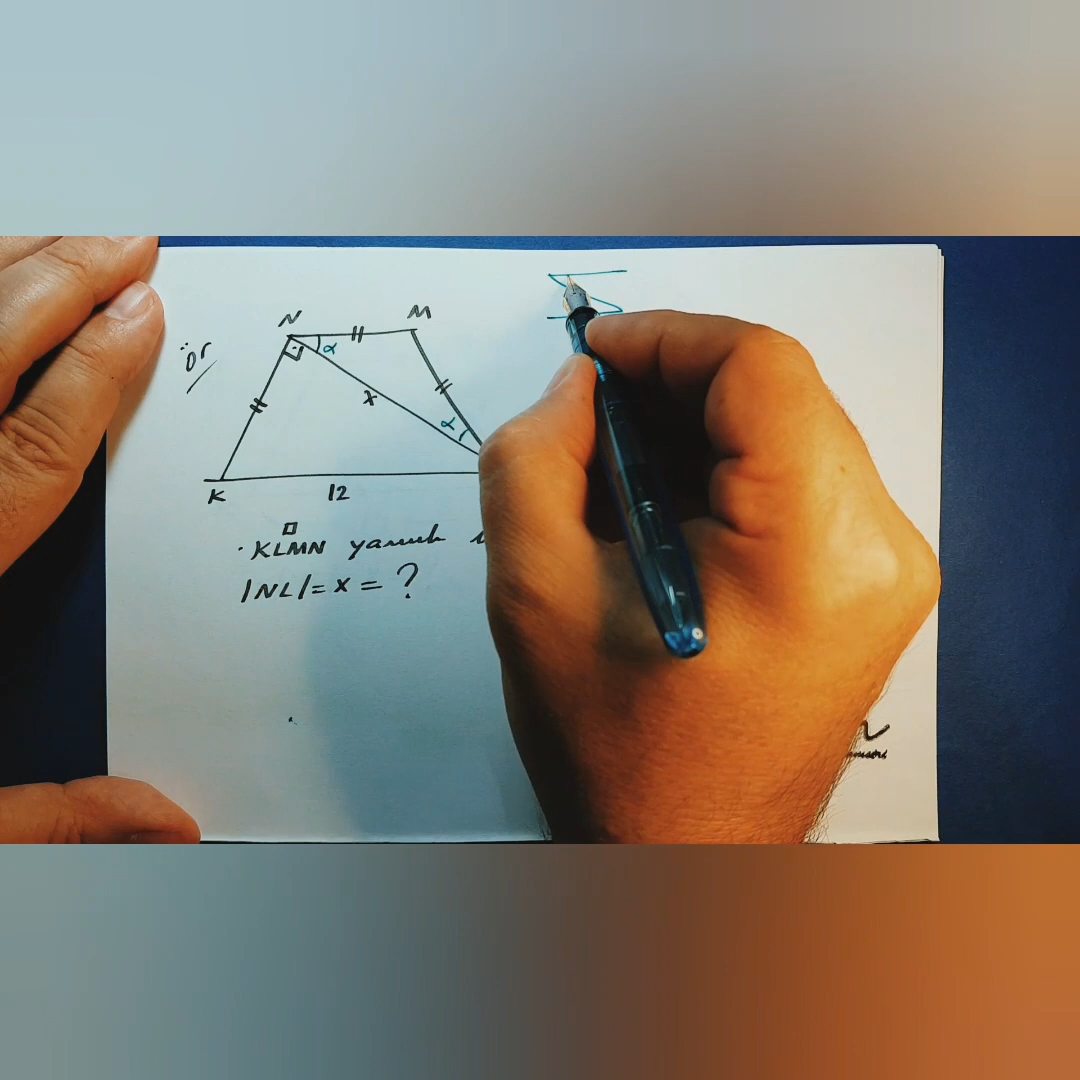 Ör
N M
α
x
α
K 12
· KLMN yamuk
|NL| = x = ?